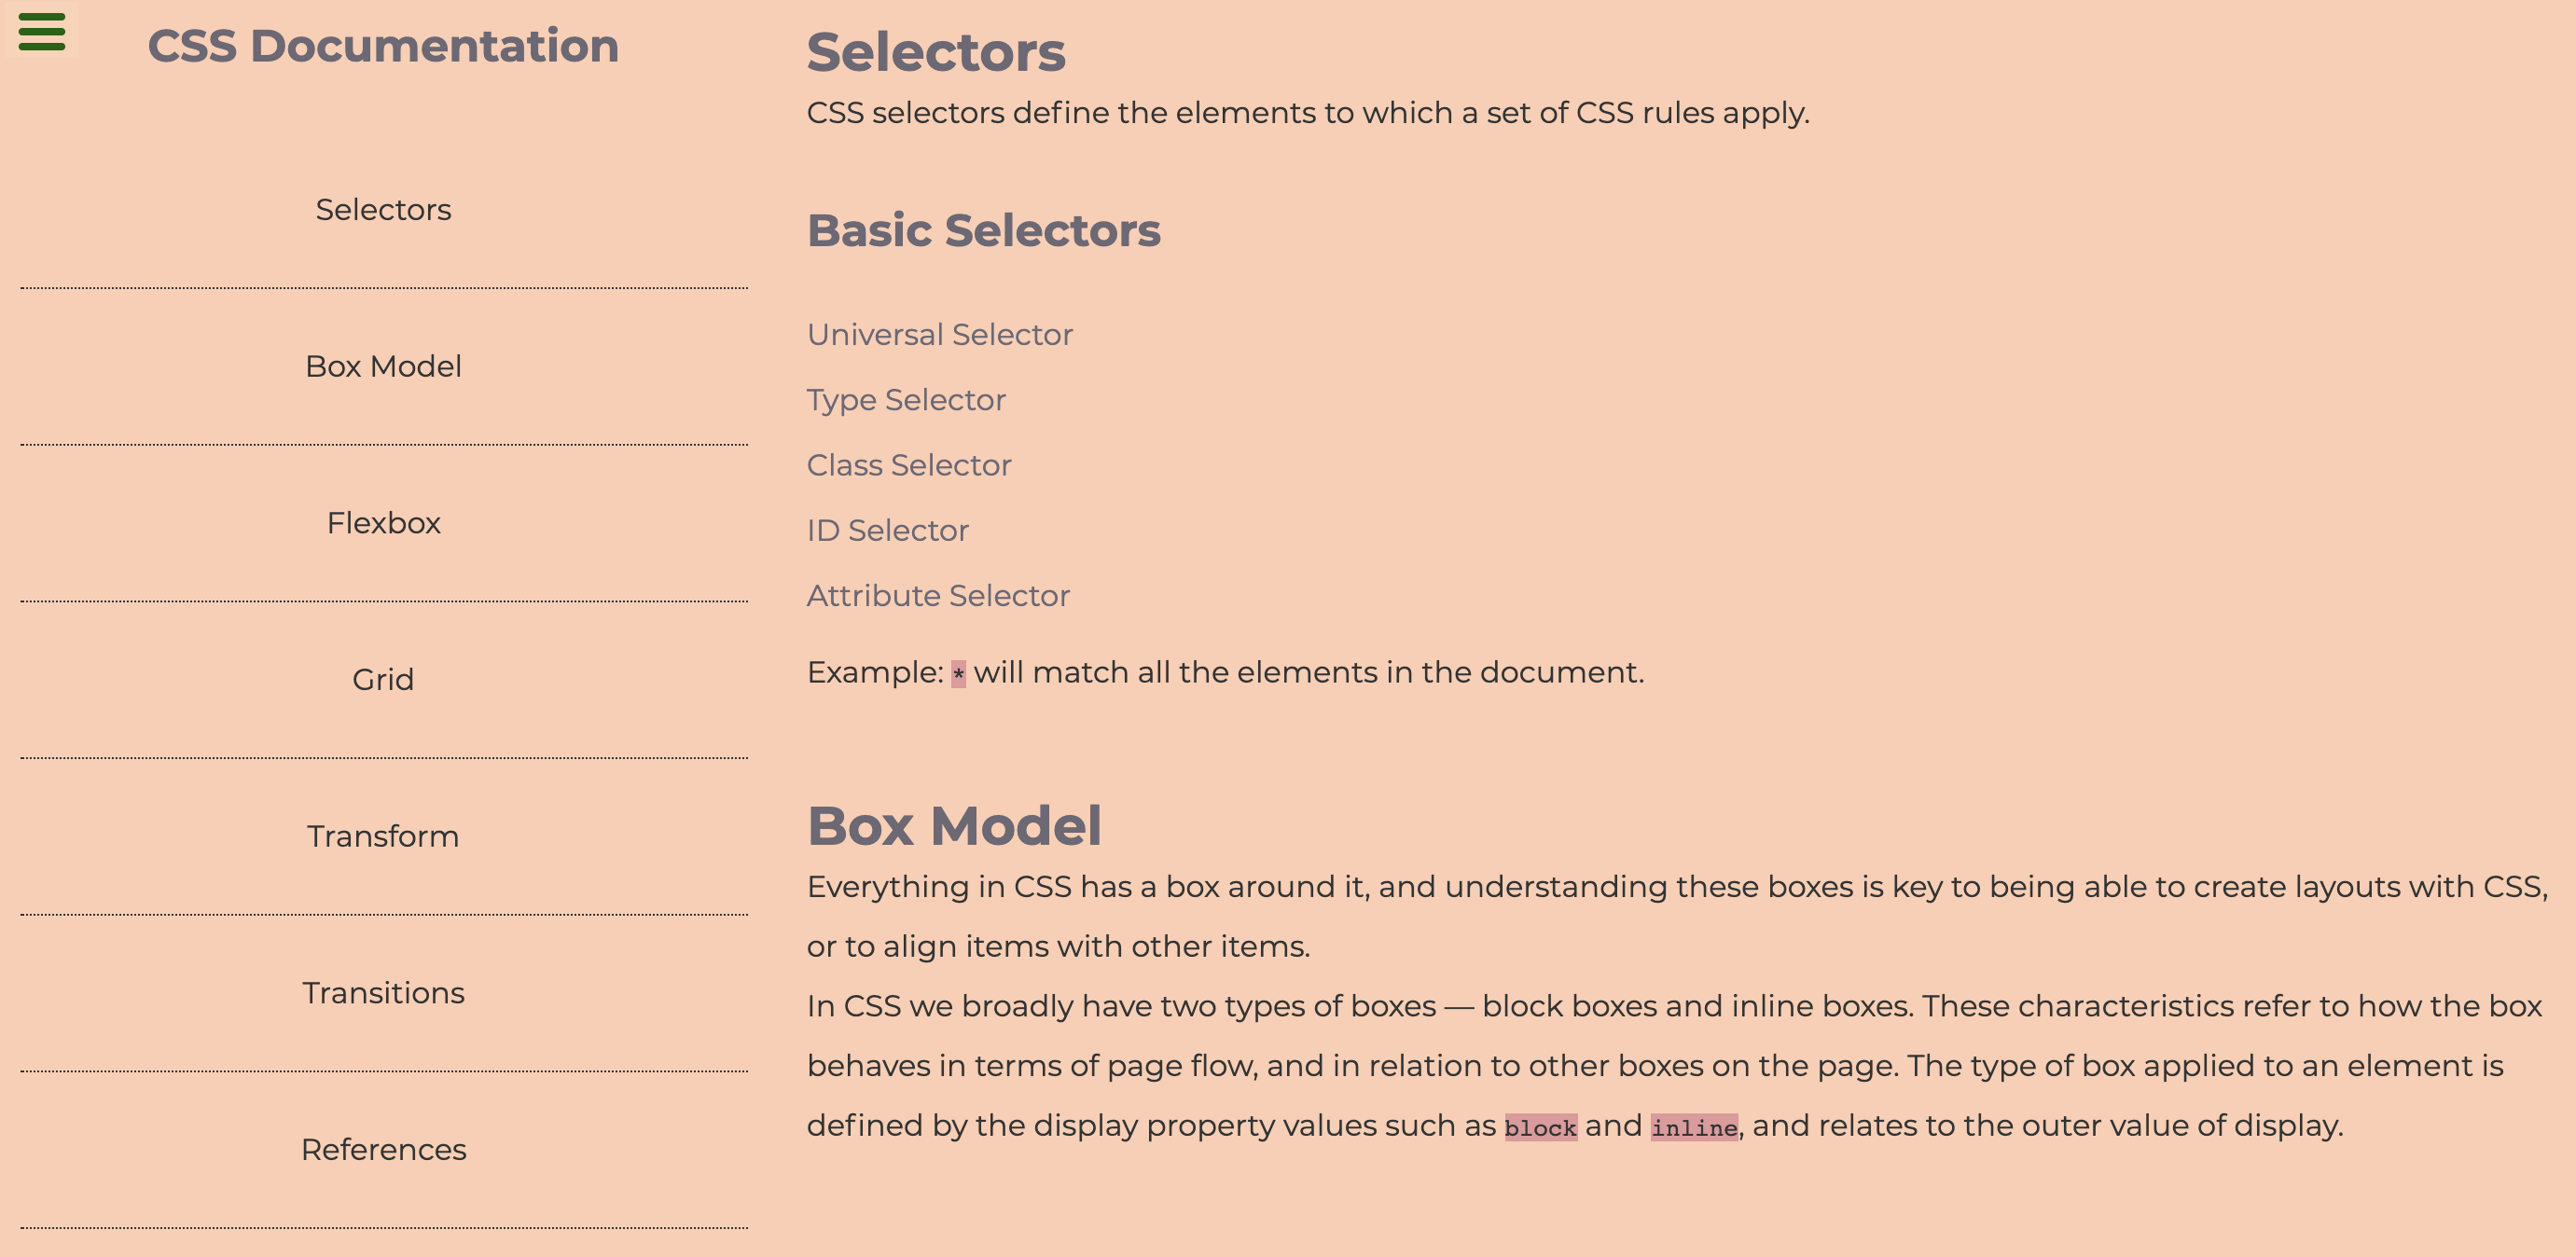 CSS Documentation
Selectors
Box Model
Flexbox
Grid
Transform
Transitions
References
Selectors
CSS selectors define the elements to which a set of CSS rules apply.
Basic Selectors
Universal Selector
Type Selector
Class Selector
ID Selector
Attribute Selector
Example: * will match all the elements in the document.
Box Model
Everything in CSS has a box around it, and understanding these boxes is key to being able to create layouts with CSS,
or to align items with other items.
In CSS we broadly have two types of boxes — block boxes and inline boxes. These characteristics refer to how the box
behaves in terms of page flow, and in relation to other boxes on the page. The type of box applied to an element is
defined by the display property values such as block and inline, and relates to the outer value of display.